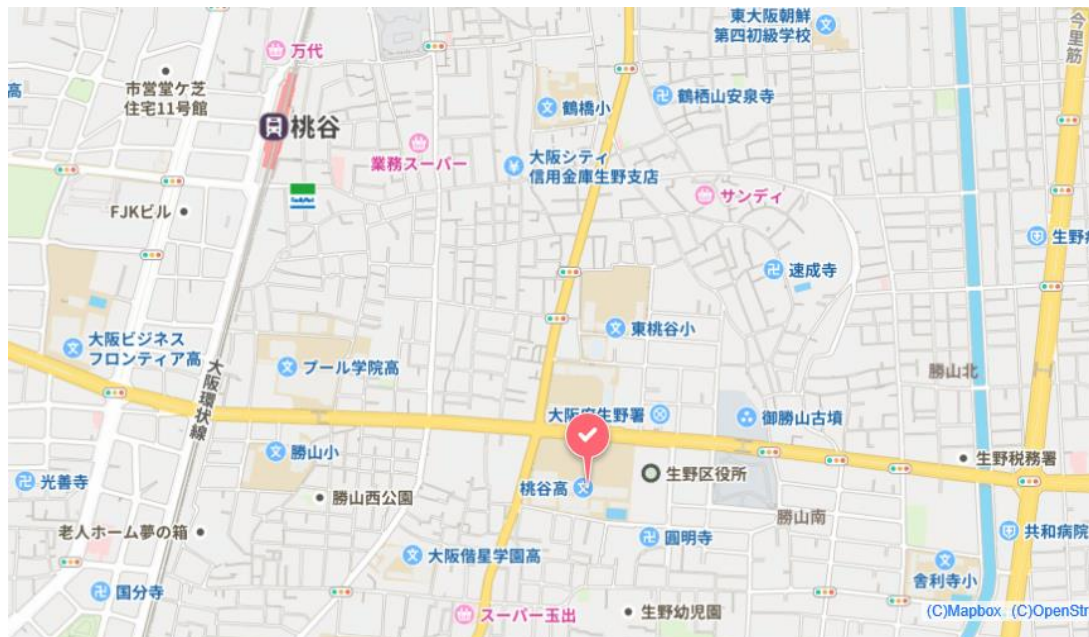 東大阪朝鮮
第四初級学校
今里筋
万代
市営堂ケ芝
住宅11号館
高
鶴橋小
鶴栖山安泉寺
桃谷
業務スーパー
大阪シティ
信用金庫生野支店
サンディ
FamilyMart
FJKビル
生野
速成寺
東桃谷小
大阪ビジネス
フロンティア高
プール学院高
大阪環状線
勝山北
大阪府生野署
御勝山古墳
勝山小
生野税務署
光善寺
生野区役所
勝山西公園
桃谷高
勝山南
老人ホーム夢の箱
圓明寺
共和病院
大阪偕星学園高
舎利寺小
国分寺
スーパー玉出
生野幼児園
(C)Mapbox (C)OpenStr